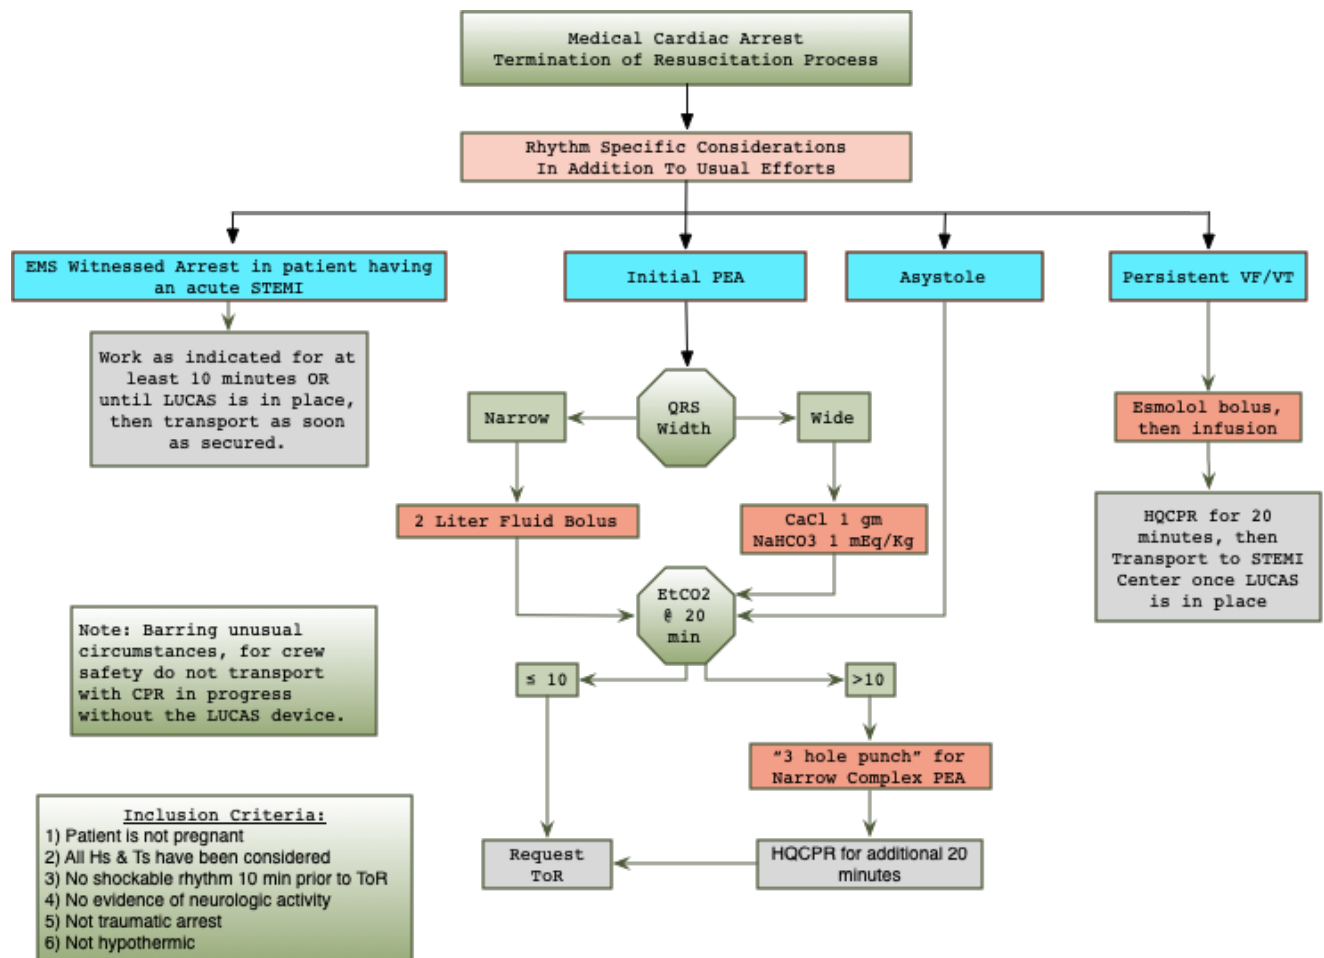 Medical Cardiac Arrest
Termination of Resuscitation Process
Rhythm Specific Considerations
In Addition To Usual Efforts
EMS Witnessed Arrest in patient having
an acute STEMI
Initial PEA
Asystole
Persistent VF/VT
Work as indicated for at
least 10 minutes OR
until LUCAS is in place,
then transport as soon
as secured.
QRS
Width
Narrow
Wide
Esmolol bolus,
then infusion
2 Liter Fluid Bolus
CaCl 1 gm
NaHCO3 1 mEq/Kg
HQCPR for 20
minutes, then
Transport to STEMI
Center once LUCAS
is in place
EtCO2
@ 20
min
Note: Barring unusual
circumstances, for crew
safety do not transport
with CPR in progress
without the LUCAS device.
≤ 10
>10
"3 hole punch" for
Narrow Complex PEA
Request
ToR
HQCPR for additional 20
minutes
Inclusion Criteria:
1) Patient is not pregnant
2) All Hs & Ts have been considered
3) No shockable rhythm 10 min prior to ToR
4) No evidence of neurologic activity
5) Not traumatic arrest
6) Not hypothermic